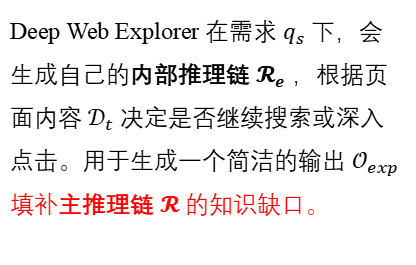 Deep Web Explorer 在需求 𝑞ₛ 下，会
生成自己的内部推理链 𝓡ₑ ，根据页
面内容 𝒟ₜ 决定是否继续搜索或深入
点击。用于生成一个简洁的输出 𝒪ₑₓₚ
填补主推理链 𝓡 的知识缺口。